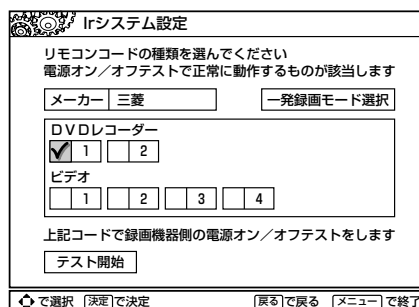 Irシステム設定
リモコンコードの種類を選んでください
電源オン／オフテストで正常に動作するものが該当します
メーカー 三菱 一発録画モード選択
ＤＶＤレコーダー
1 2
ビデオ
1 2 3 4
上記コードで録画機器側の電源オン／オフテストをします
テスト開始
で選択 決定で決定 戻るで戻る メニューで終了